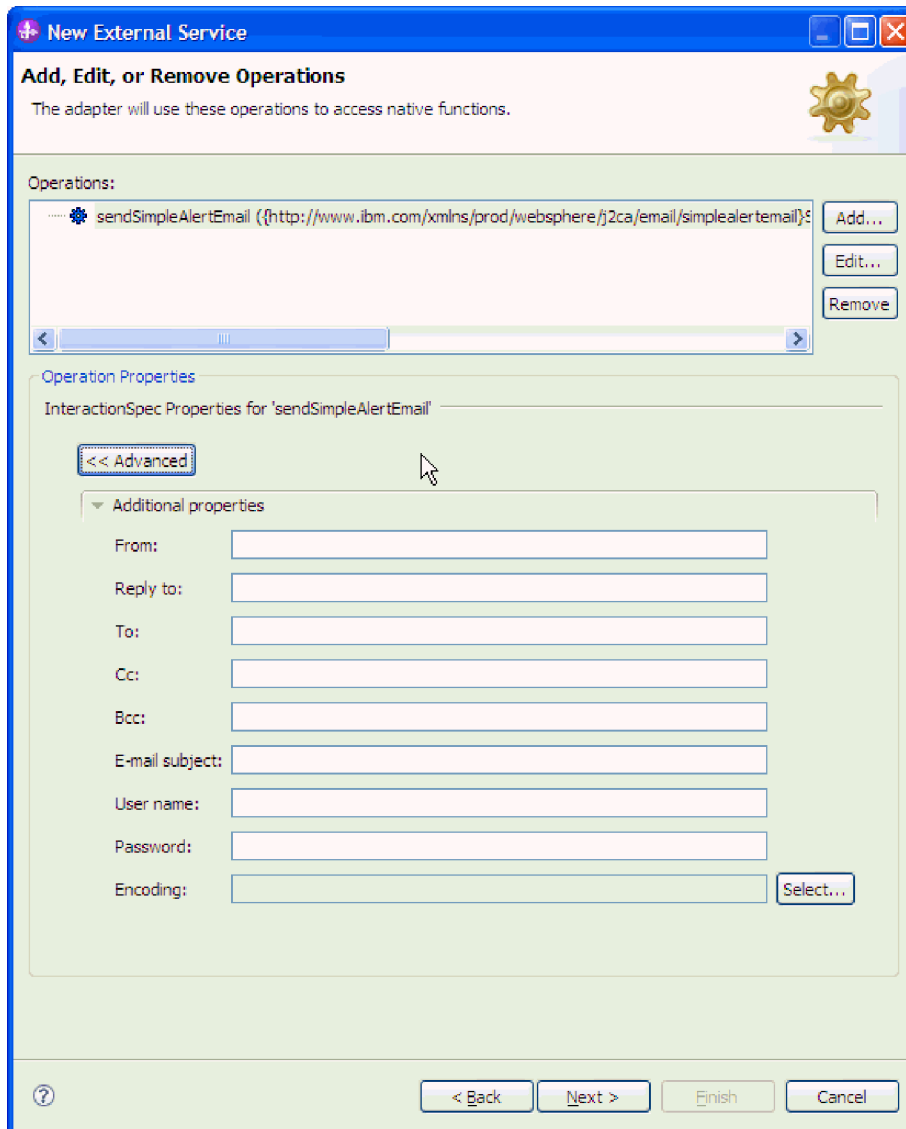 New External Service
Add, Edit, or Remove Operations
The adapter will use these operations to access native functions.
Operations:
sendSimpleAlertEmail ({http://www.ibm.com/xmlns/prod/websphere/j2ca/email/simplealertemail}S
Add...
Edit...
Remove
Operation Properties
InteractionSpec Properties for 'sendSimpleAlertEmail'
<< Advanced
Additional properties
From:
Reply to:
To:
Cc:
Bcc:
E-mail subject:
User name:
Password:
Encoding:
Select...
?
< Back
Next >
Finish
Cancel